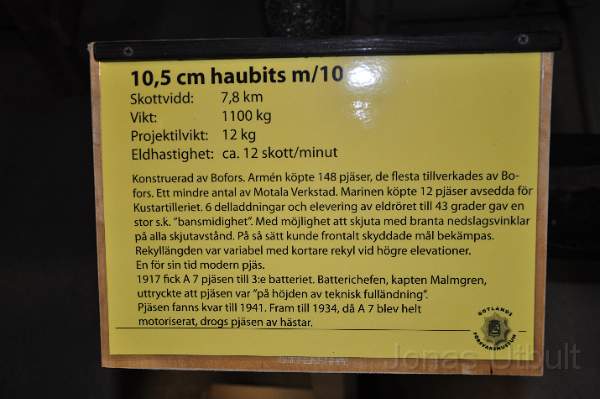 10,5 cm haubits m/10
Skottvidd: 7,8 km
Vikt: 1100 kg
Projektilvikt: 12 kg
Eldhastighet: ca. 12 skott/minut
Konstruerad av Bofors. Armén köpte 148 pjäser, de flesta tillverkades av Bo-
fors. Ett mindre antal av Motala Verkstad. Marinen köpte 12 pjäser avsedda för
Kustartilleriet. 6 delladdningar och elevering av eldröret till 43 grader gav en
stor s.k. "bansmidighet". Med möjlighet att skjuta med branta nedslagsvinklar
på alla skjutavstånd. På så sätt kunde frontalt skyddade mål bekämpas.
Rekyllängden var variabel med kortare rekyl vid högre elevationer.
En för sin tid modern pjäs.
1917 fick A 7 pjäsen till 3:e batteriet. Batterichefen, kapten Malmgren,
uttryckte att pjäsen var "på höjden av teknisk fulländning".
Pjäsen fanns kvar till 1941. Fram till 1934, då A 7 blev helt
motoriserat, drogs pjäsen av hästar.
GOTLANDS
FÖRSVARSMUSEUM
Jonas Utbult